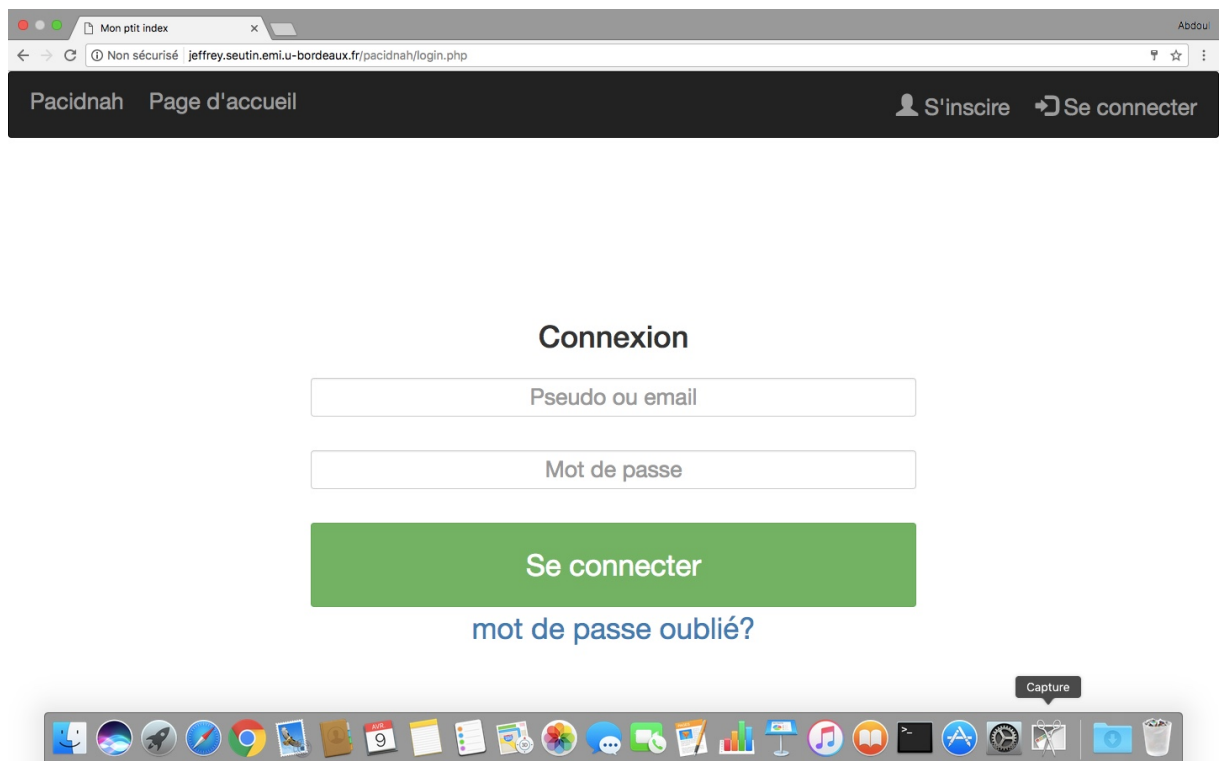 Mon ptit index
Abdoul
Non sécurisé jeffrey.seutin.emi.u-bordeaux.fr/pacidnah/login.php
Pacidnah Page d'accueil S'inscire Se connecter
Connexion
Pseudo ou email
Mot de passe
Se connecter
mot de passe oublié?
Capture
AVR.
9